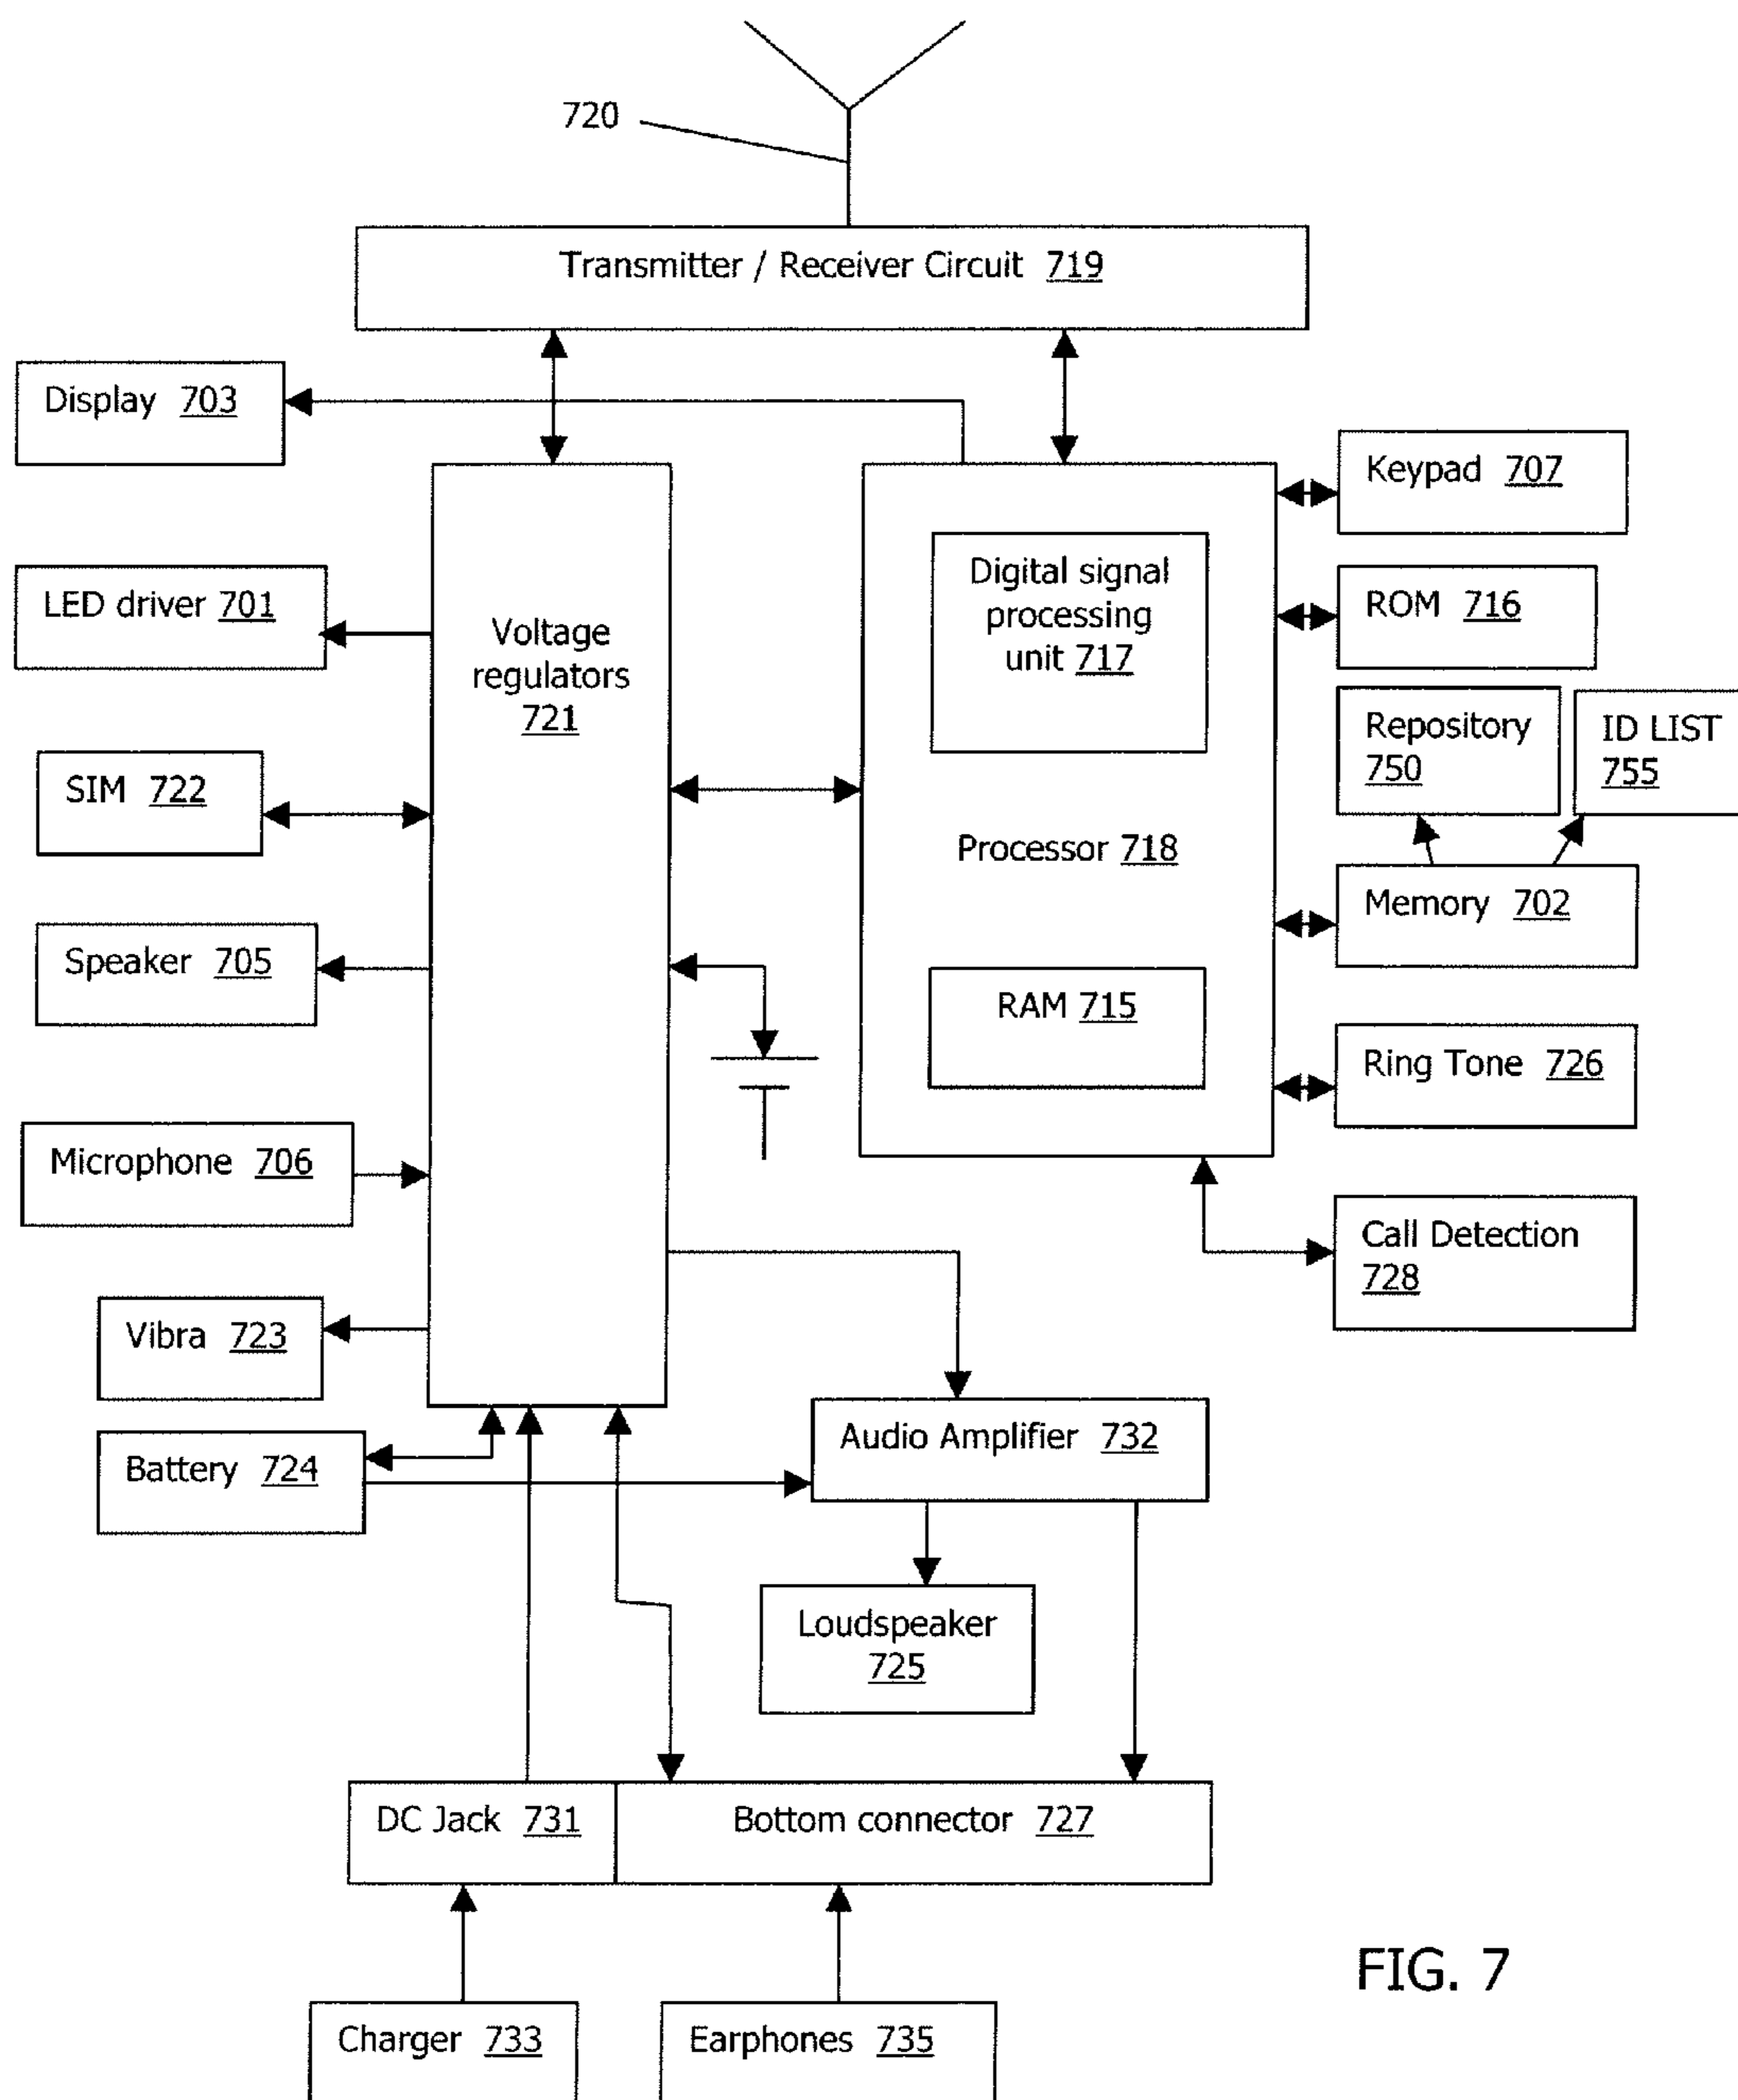 720
Transmitter / Receiver Circuit 719
Display 703
Keypad 707
LED driver 701
Voltage
regulators
721
Digital signal
processing
unit 717
ROM 716
Repository
750
ID LIST
755
SIM 722
Processor 718
Memory 702
Speaker 705
RAM 715
Ring Tone 726
Microphone 706
Call Detection
728
Vibra 723
Battery 724
Audio Amplifier 732
Loudspeaker
725
DC Jack 731
Bottom connector 727
Charger 733
Earphones 735
FIG. 7